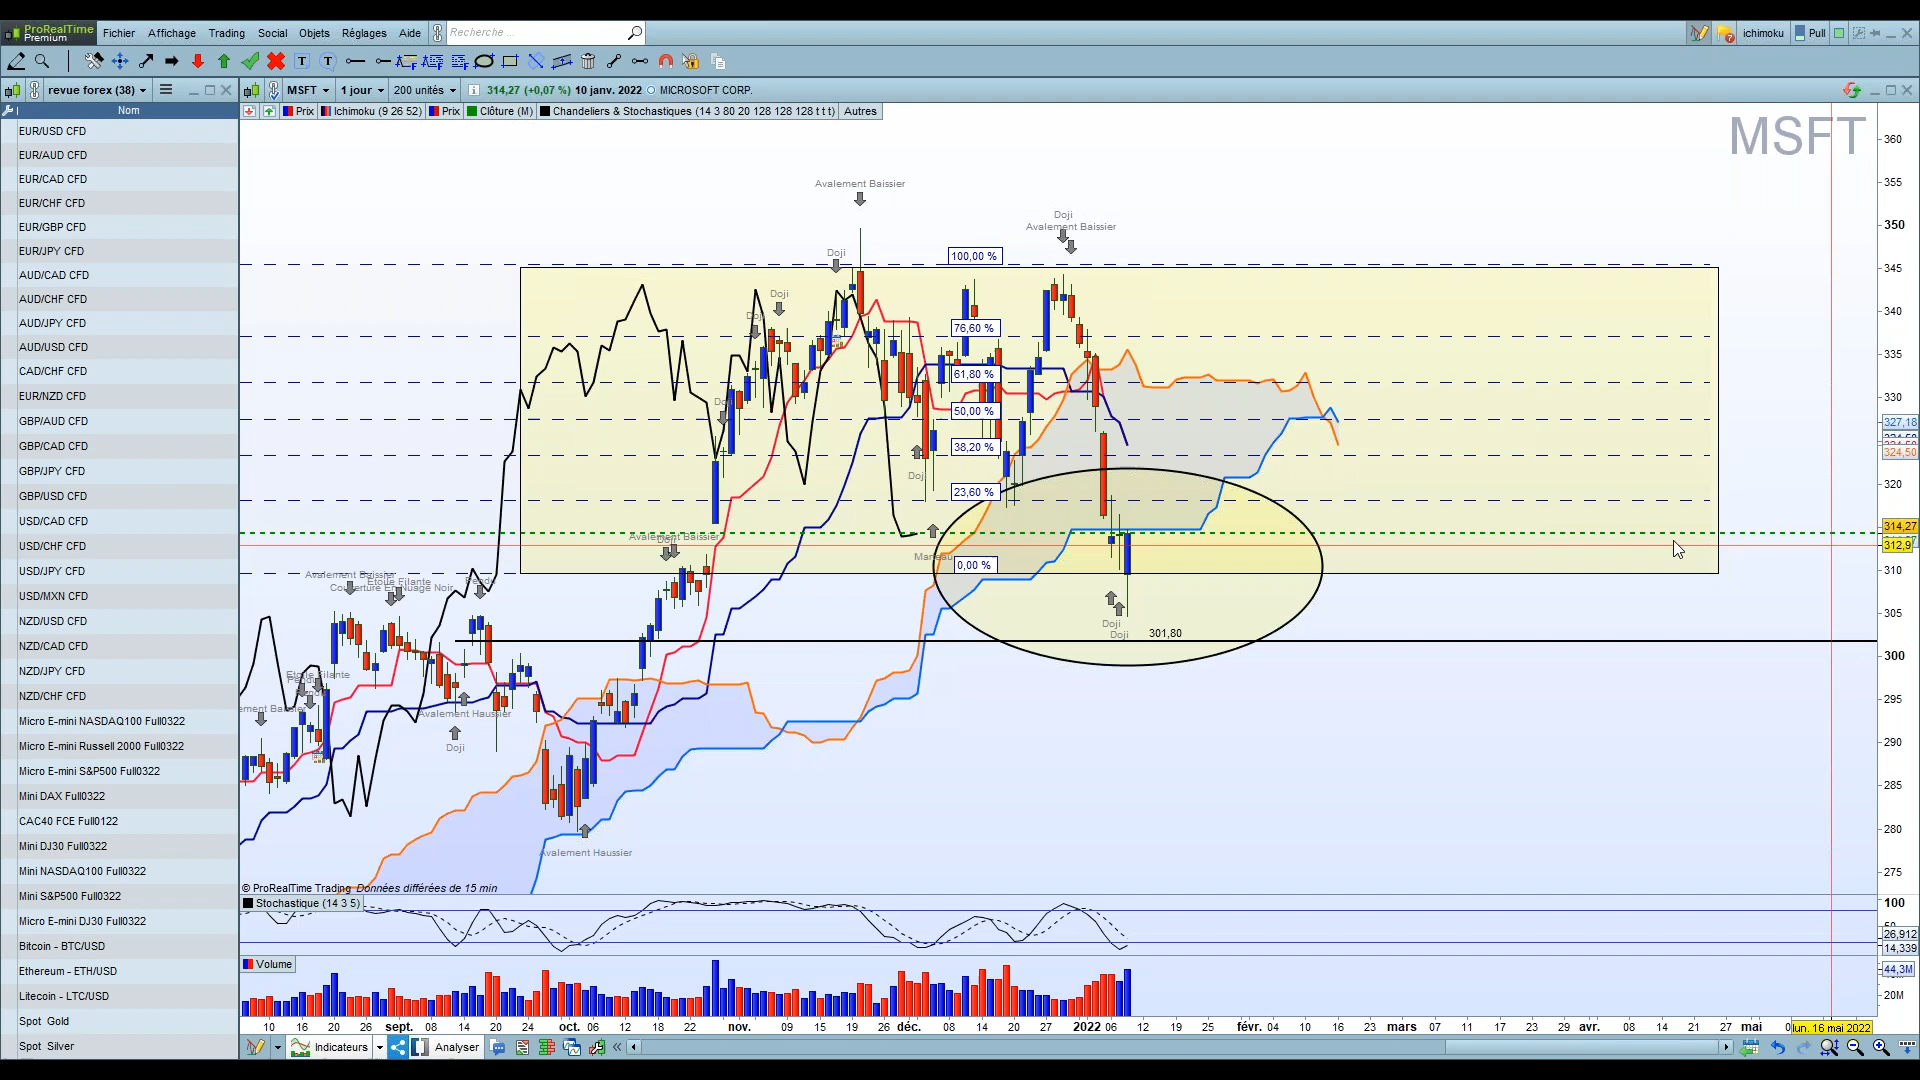 ProRealTime
Premium
Fichier Affichage Trading Social Objets Réglages Aide Recherche ... ichimoku Pull
revue forex (38) MSFT 1 jour 200 unités 314,27 (+0,07 %) 10 janv. 2022 MICROSOFT CORP.
Nom
Prix Ichimoku (9 26 52) Prix Clôture (M) Chandeliers & Stochastiques (14 3 80 20 128 128 128 t t t) Autres
EUR/USD CFD
EUR/AUD CFD
EUR/CAD CFD
EUR/CHF CFD
EUR/GBP CFD
EUR/JPY CFD
AUD/CAD CFD
AUD/CHF CFD
AUD/JPY CFD
AUD/USD CFD
CAD/CHF CFD
EUR/NZD CFD
GBP/AUD CFD
GBP/CAD CFD
GBP/JPY CFD
GBP/USD CFD
USD/CAD CFD
USD/CHF CFD
USD/JPY CFD
USD/MXN CFD
NZD/USD CFD
NZD/CAD CFD
NZD/JPY CFD
NZD/CHF CFD
Micro E-mini NASDAQ100 Full0322
Micro E-mini Russell 2000 Full0322
Micro E-mini S&P500 Full0322
Mini DAX Full0322
CAC40 FCE Full0122
Mini DJ30 Full0322
Mini NASDAQ100 Full0322
Mini S&P500 Full0322
Micro E-mini DJ30 Full0322
Bitcoin - BTC/USD
Ethereum - ETH/USD
Litecoin - LTC/USD
Spot Gold
Spot Silver
MSFT
Avalement Baissier
Doji
Avalement Baissier
Doji
Doji
100,00 %
76,60 %
61,80 %
50,00 %
38,20 %
23,60 %
0,00 %
Doji
Avalement Baissier
Avalement Baissier
Etoile Filante
Couverture En Nuage Noir
Etoile Filante
Avalement Haussier
Doji
Doji
Doji
301,80
Avalement Haussier
360
355
350
345
340
335
330
327,18
324,50
320
314,27
312,9
310
305
300
295
290
285
280
275
© ProRealTime Trading Données différées de 15 min
Stochastique (14 3 5)
100
26,912
14,339
Volume
44,3M
20M
10 16 20 26 sept. 08 14 20 24 oct. 06 12 18 22 nov. 09 15 19 26 déc. 08 14 20 27 2022 06 12 19 25 févr. 04 10 16 23 mars 07 11 17 23 29 avr. 08 14 21 27 mai lun. 16 mai 2022
Indicateurs Analyser